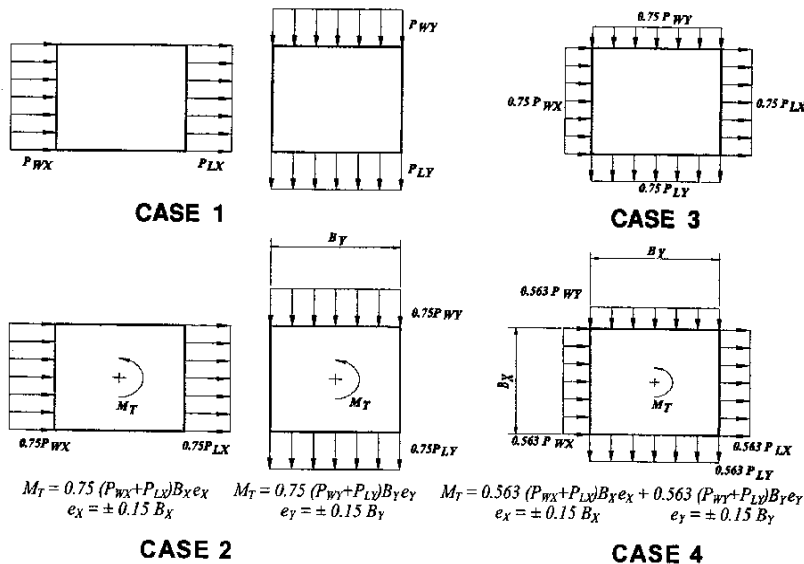 P WX
P LX
P WY
P LY
CASE 1
0.75 P WY
0.75 P WX
0.75 P LX
0.75 P LY
CASE 3
M T
0.75P WX
0.75P LX
B Y
0.75P WY
M T
0.75P LY
M T = 0.75 (P WX +P LX )B X e X
e X = ± 0.15 B X
M T = 0.75 (P WY +P LY )B Y e Y
e Y = ± 0.15 B Y
CASE 2
B Y
0.563 P WY
B X
M T
0.563 P WX
0.563 P LX
0.563 P LY
M T = 0.563 (P WX +P LX )B X e X + 0.563 (P WY +P LY )B Y e Y
e X = ± 0.15 B X e Y = ± 0.15 B Y
CASE 4